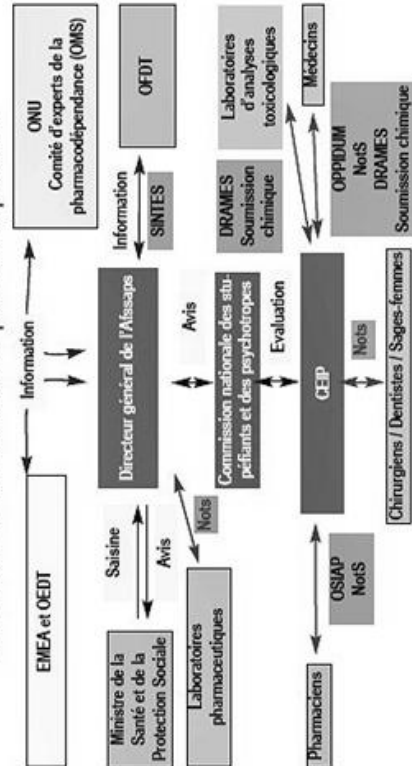 Information
EMEA et OEDT
ONU
Comité d'experts de la
pharmacodépendance (OMS)
Ministre de la
Santé et de la
Protection Sociale
Saisine
Avis
Directeur général de l'Afssaps
Information
SINTES
OFDT
Laboratoires
pharmaceutiques
Nots
Avis
Commission nationale des stu-
péfiants et des psychotropes
DRAMES
Soumission
chimique
Laboratoires
d'analyses
toxicologiques
Evaluation
Pharmaciens
OSIAP
NotS
CEIP
OPPIDUM
NotS
DRAMES
Soumission chimique
Médecins
Nots
Chirurgiens / Dentistes / Sages-femmes